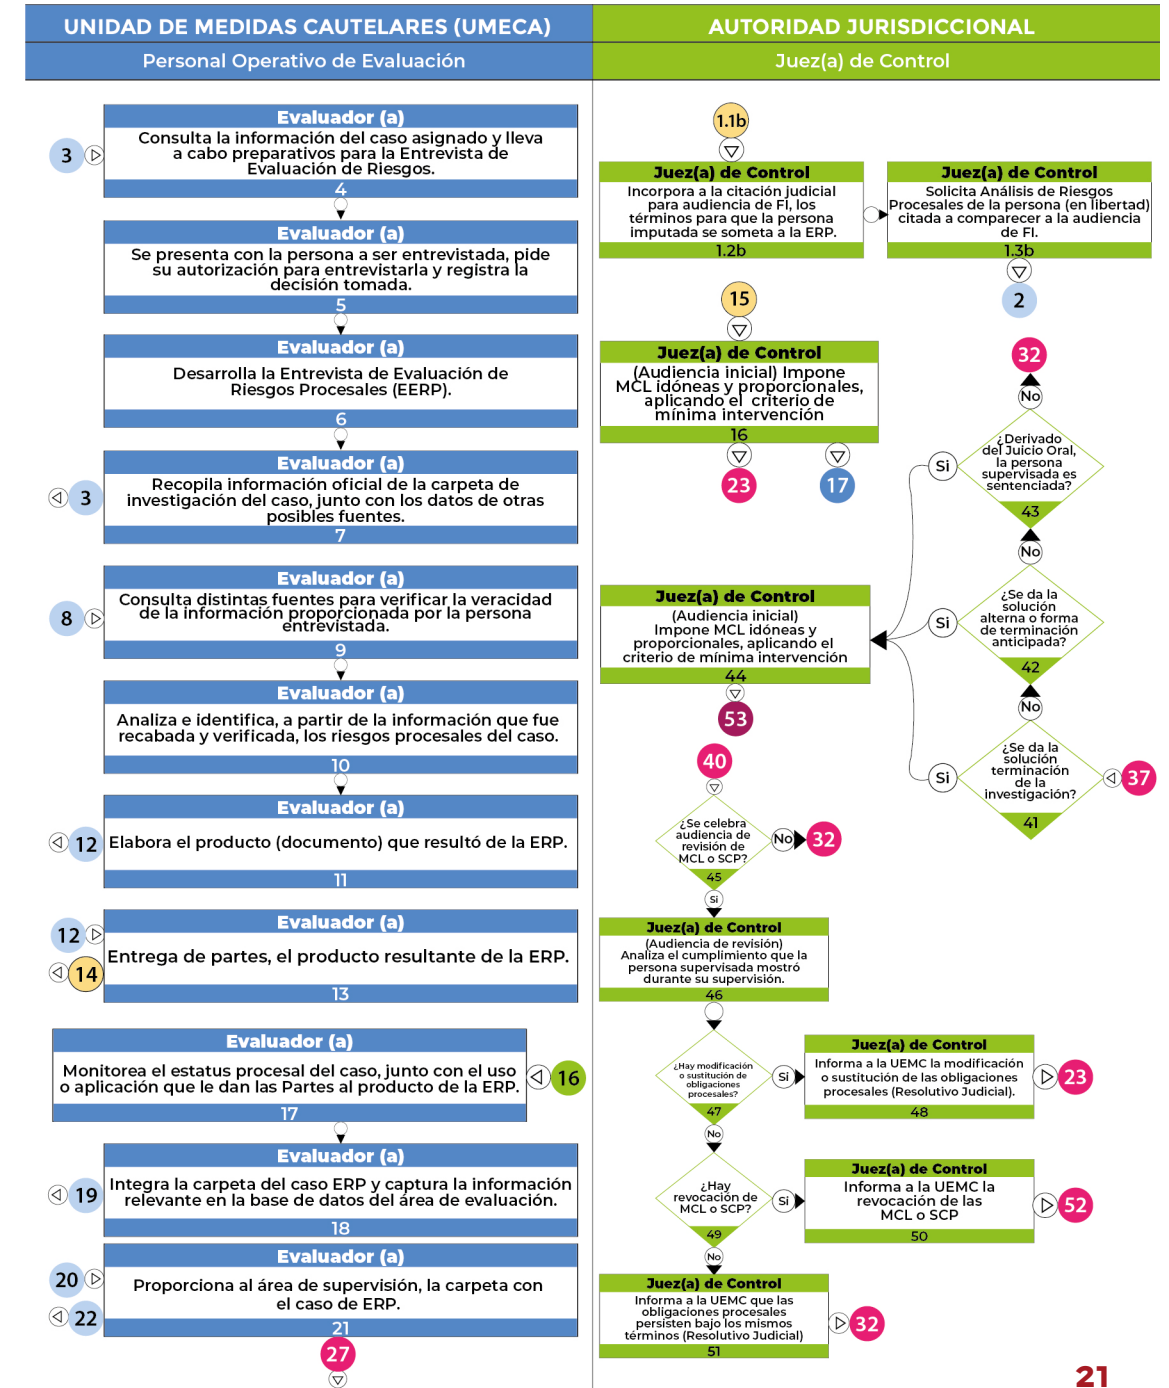 UNIDAD DE MEDIDAS CAUTELARES (UMECA)
Personal Operativo de Evaluación
Evaluador (a)
3
Consulta la información del caso asignado y lleva
a cabo preparativos para la Entrevista de
Evaluación de Riesgos.
4
Evaluador (a)
Se presenta con la persona a ser entrevistada, pide
su autorización para entrevistarla y registra la
decisión tomada.
5
Evaluador (a)
Desarrolla la Entrevista de Evaluación de
Riesgos Procesales (EERP).
6
Evaluador (a)
3
Recopila información oficial de la carpeta de
investigación del caso, junto con los datos de otras
posibles fuentes.
7
Evaluador (a)
8
Consulta distintas fuentes para verificar la veracidad
de la información proporcionada por la persona
entrevistada.
9
Evaluador (a)
Analiza e identifica, a partir de la información que fue
recabada y verificada, los riesgos procesales del caso.
10
Evaluador (a)
12
Elabora el producto (documento) que resultó de la ERP.
11
Evaluador (a)
12
14
Entrega de partes, el producto resultante de la ERP.
13
Evaluador (a)
Monitorea el estatus procesal del caso, junto con el uso
o aplicación que le dan las Partes al producto de la ERP.
16
17
Evaluador (a)
19
Integra la carpeta del caso ERP y captura la información
relevante en la base de datos del área de evaluación.
18
Evaluador (a)
20
22
Proporciona al área de supervisión, la carpeta con
el caso de ERP.
21
27
AUTORIDAD JURISDICCIONAL
Juez(a) de Control
1.1b
Juez(a) de Control
Incorpora a la citación judicial
para audiencia de FI, los
términos para que la persona
imputada se someta a la ERP.
1.2b
Juez(a) de Control
Solicita Análisis de Riesgos
Procesales de la persona (en libertad)
citada a comparecer a la audiencia
de FI.
1.3b
2
15
Juez(a) de Control
(Audiencia inicial) Impone
MCL idóneas y proporcionales,
aplicando el criterio de
mínima intervención
16
23
17
32
No
¿Derivado
del Juicio Oral,
la persona
supervisada es
sentenciada?
Si
43
No
¿Se da la
solución
alterna o forma
de terminación
anticipada?
Si
42
No
¿Se da la
solución
terminación
de la
investigación?
Si
37
41
Juez(a) de Control
(Audiencia inicial)
Impone MCL idóneas y
proporcionales, aplicando el
criterio de mínima intervención
44
53
40
¿Se celebra
audiencia de
revisión de
MCL o SCP?
No
32
45
Si
Juez(a) de Control
(Audiencia de revisión)
Analiza el cumplimiento que la
persona supervisada mostró
durante su supervisión.
46
¿Hay modificación
o sustitución de
obligaciones
procesales?
Si
47
No
Juez(a) de Control
Informa a la UEMC la modificación
o sustitución de las obligaciones
procesales (Resolutivo Judicial).
48
23
¿Hay
revocación de
MCL o SCP?
Si
49
No
Juez(a) de Control
Informa a la UEMC la
revocación de las
MCL o SCP
50
52
Juez(a) de Control
Informa a la UEMC que las
obligaciones procesales
persisten bajo los mismos
términos (Resolutivo Judicial)
51
32
21